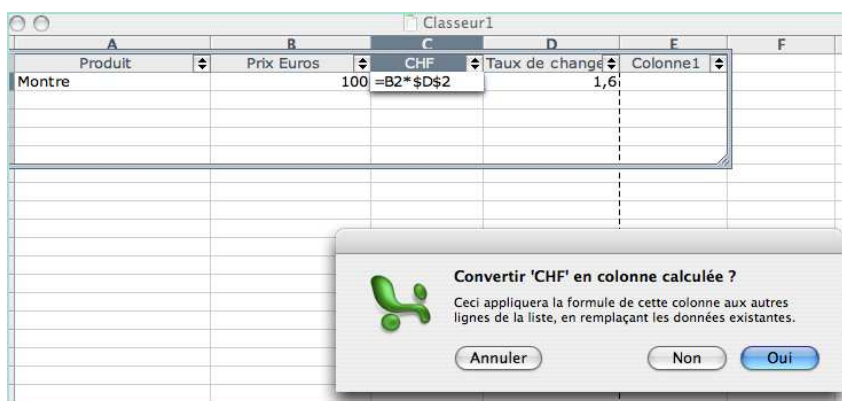 Classeur1
A B C D E F
Produit Prix Euros CHF Taux de change Colonne1
Montre 100 =B2*$D$2 1,6
Convertir 'CHF' en colonne calculée ?
Ceci appliquera la formule de cette colonne aux autres
lignes de la liste, en remplaçant les données existantes.
Annuler Non Oui